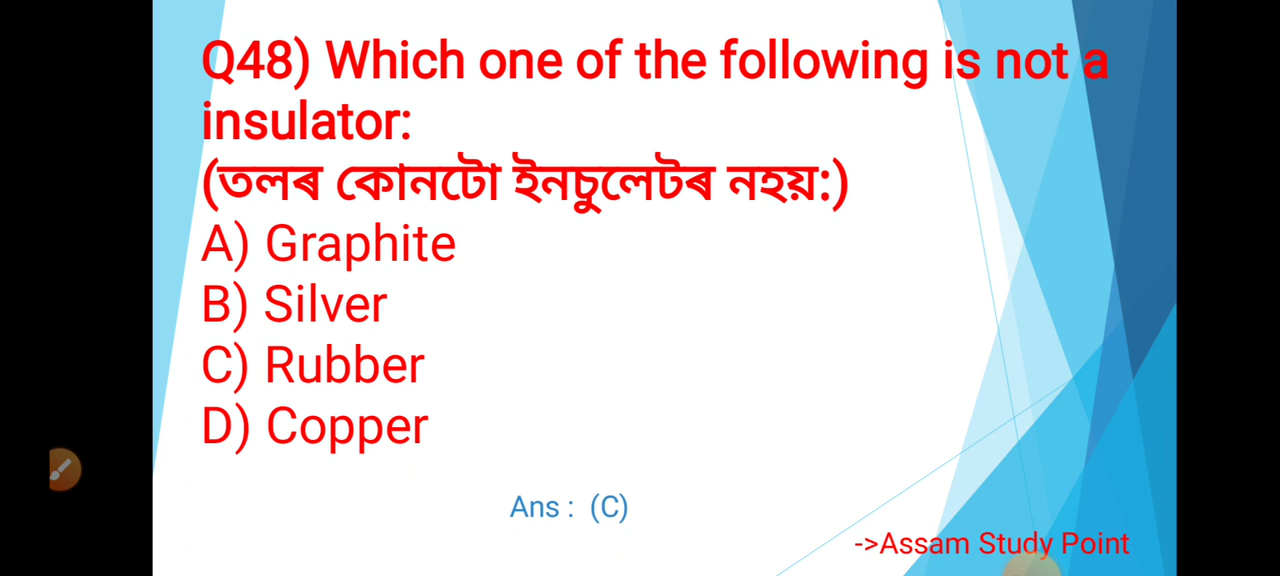 Q48) Which one of the following is not a
insulator:
(তলৰ কোনটো ইনচুলেটৰ নহয়:)
A) Graphite
B) Silver
C) Rubber
D) Copper
Ans : (C)
->Assam Study Point